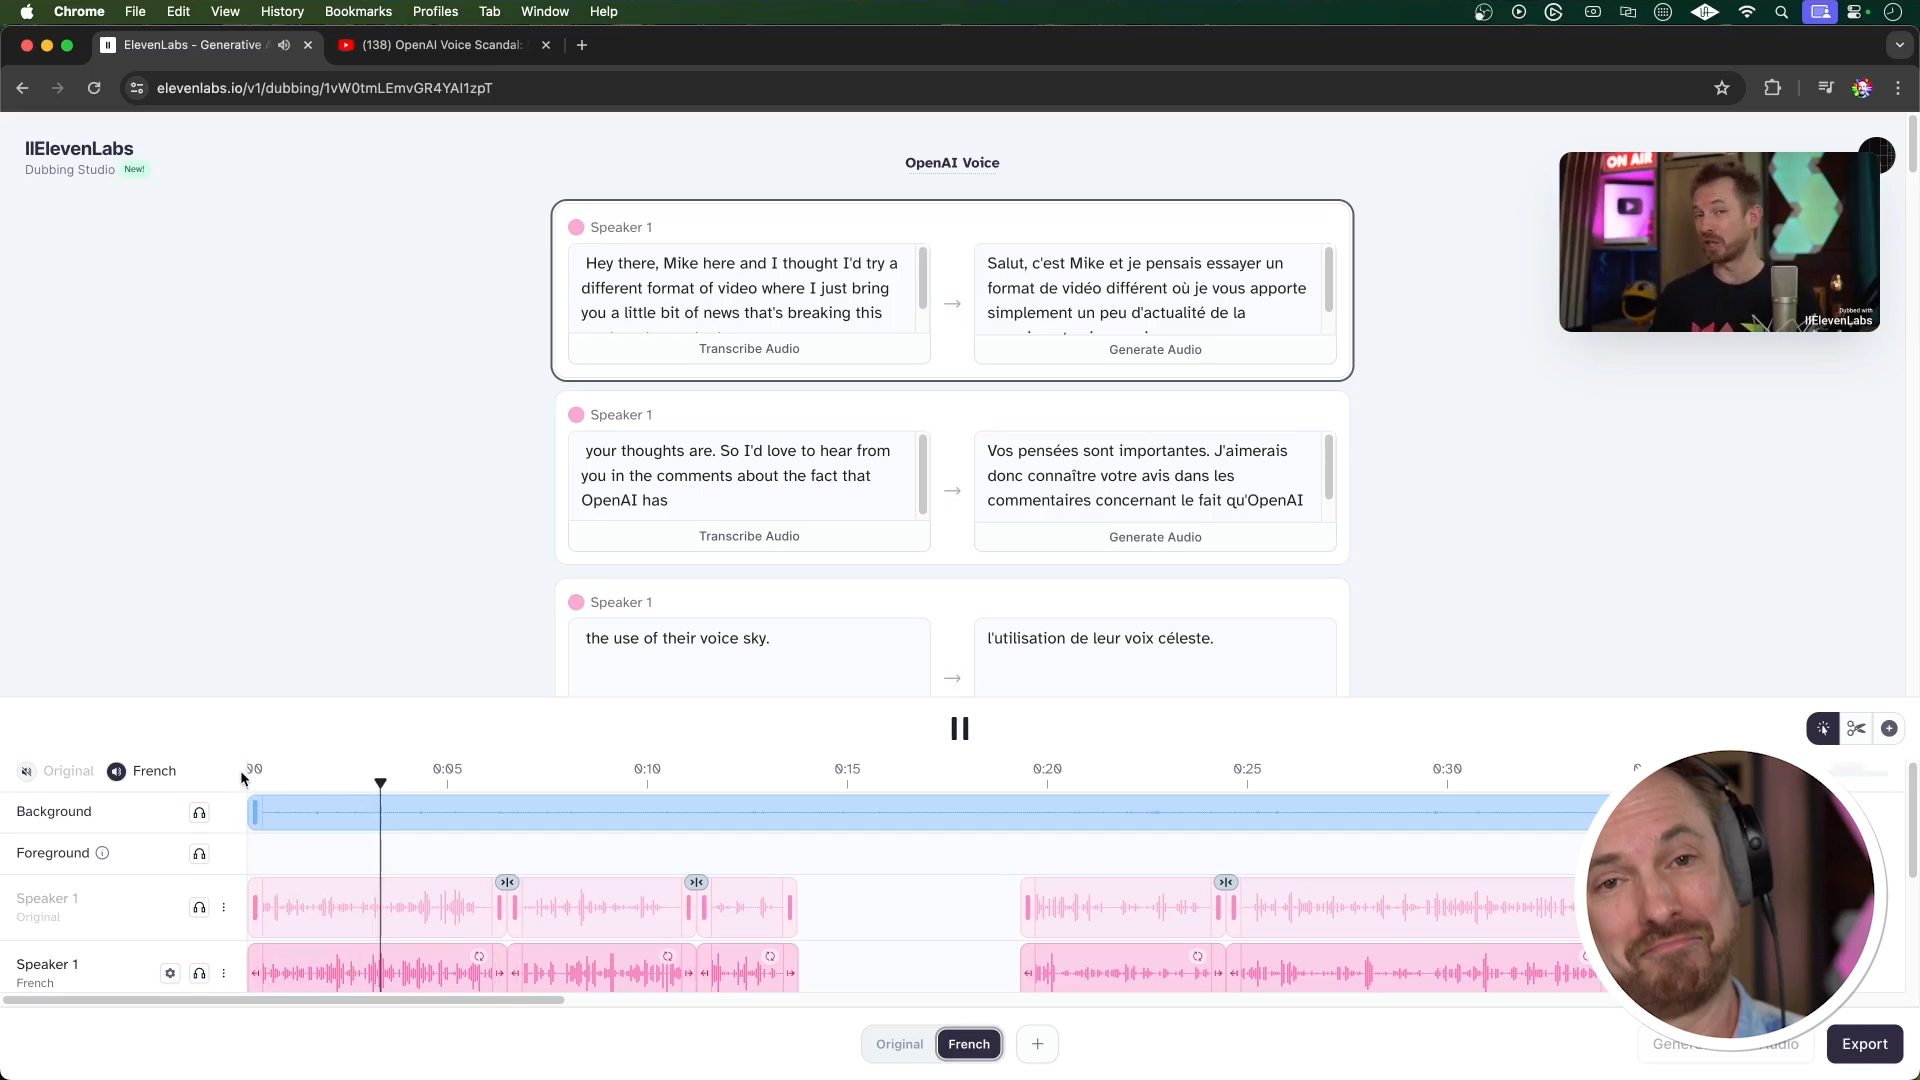 Chrome File Edit View History Bookmarks Profiles Tab Window Help
ElevenLabs - Generative
(138) OpenAI Voice Scandal:
elevenlabs.io/v1/dubbing/1vW0tmLEmvGR4YAl1zpT
IIElevenLabs
Dubbing Studio New!
OpenAI Voice
ON AIR
Dubbed with
IIElevenLabs
Speaker 1
Hey there, Mike here and I thought I'd try a
different format of video where I just bring
you a little bit of news that's breaking this
Transcribe Audio
Salut, c'est Mike et je pensais essayer un
format de vidéo différent où je vous apporte
simplement un peu d'actualité de la
Generate Audio
Speaker 1
your thoughts are. So I'd love to hear from
you in the comments about the fact that
OpenAI has
Transcribe Audio
Vos pensées sont importantes. J'aimerais
donc connaître votre avis dans les
commentaires concernant le fait qu'OpenAI
Generate Audio
Speaker 1
the use of their voice sky.
l'utilisation de leur voix céleste.
Original French
00 0:05 0:10 0:15 0:20 0:25 0:30
Background
Foreground
Speaker 1
Original
Speaker 1
French
Original French +
Export